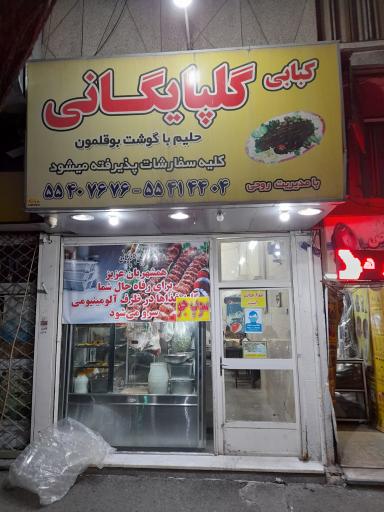 کبابی گلپایگانی
حلیم با گوشت بوقلمون
کلیه سفارشات پذیرفته میشود
با مدیریت روحی
۵۵۴۰۷۶۷۶ - ۵۵۴۱۴۴۰۴
همشهریان عزیز
برای رفاه حال شما
غذاها در ظرف آلومینیومی
سرو می‌شود